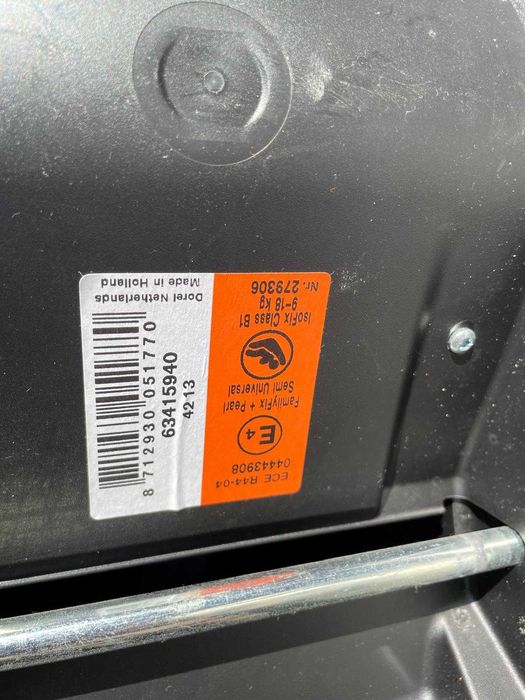 ECE R44-04
04443908
E4
FamilyFix + Pearl
Semi Universal
IsoFix Class B1
9-18 kg
Nr. 279306
Dorel Netherlands
Made in Holland
8 712930 051770
63415940
4213